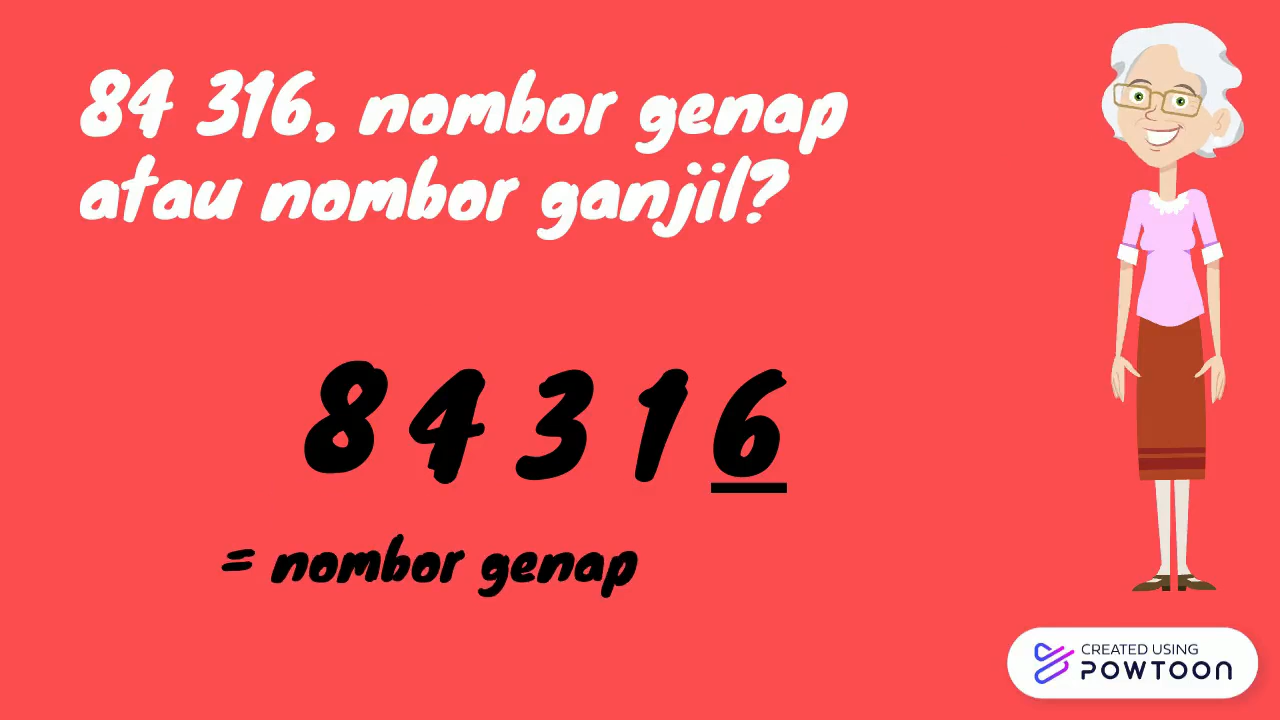 84 316, nombor genap
atau nombor ganjil?
8 4 3 1 6
= nombor genap
CREATED USING
POWTOON